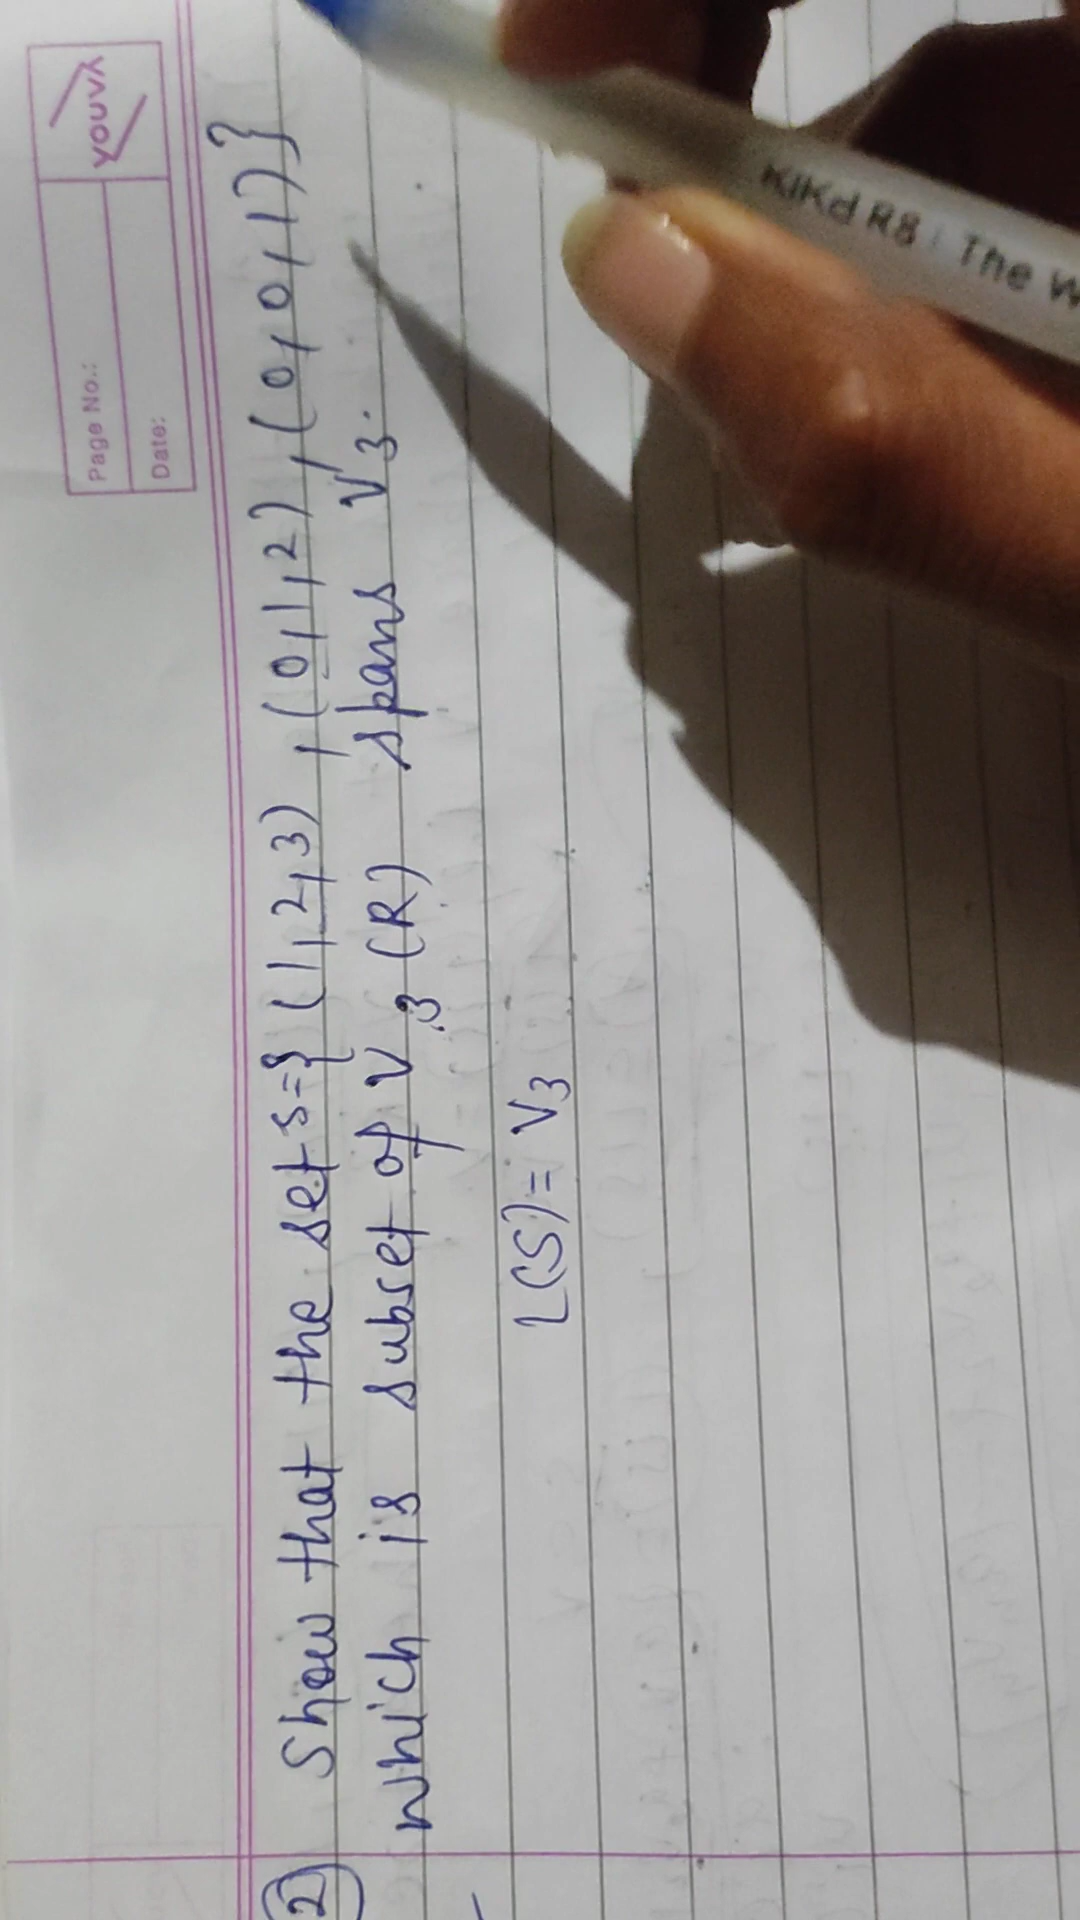 youva
Page No.:
Date:
2) Show that the set s={(1,2,3), (0,1,2), (0,0,1)}
which is subset of V3 (R) spans V3.
L(S) = V3
KIKd R8 : The W